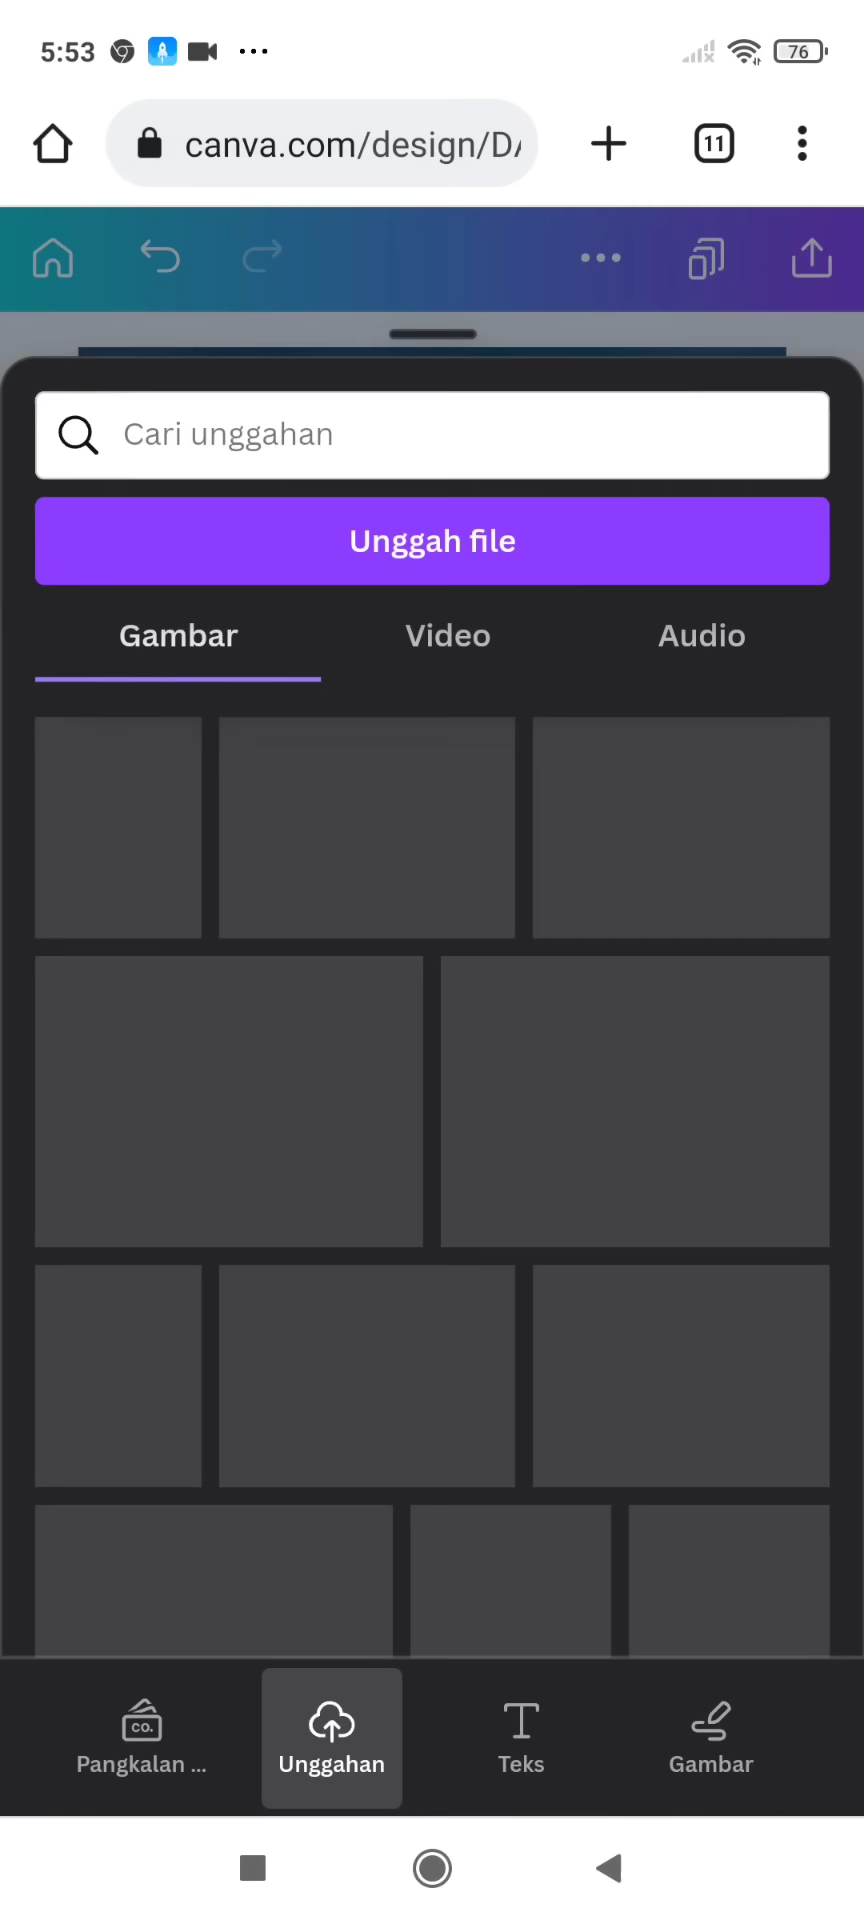 5:53
76
canva.com/design/DA
11
Cari unggahan
Unggah file
Gambar Video Audio
co.
Pangkalan ... Unggahan Teks Gambar